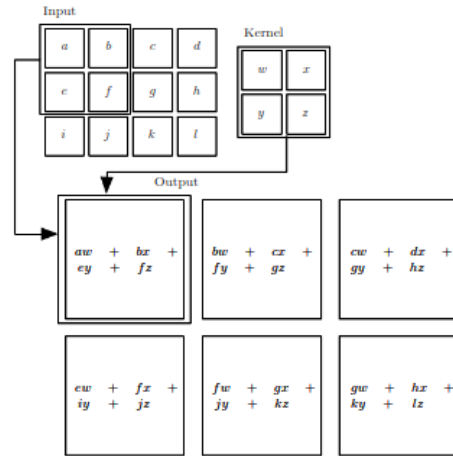 Input
a b c d
e f g h
i j k l
Kernel
w x
y z
Output
aw + bx +
ey + fz
bw + cx +
fy + gz
cw + dx +
gy + hz
ew + fx +
iy + jz
fw + gx +
jy + kz
gw + hx +
ky + lz